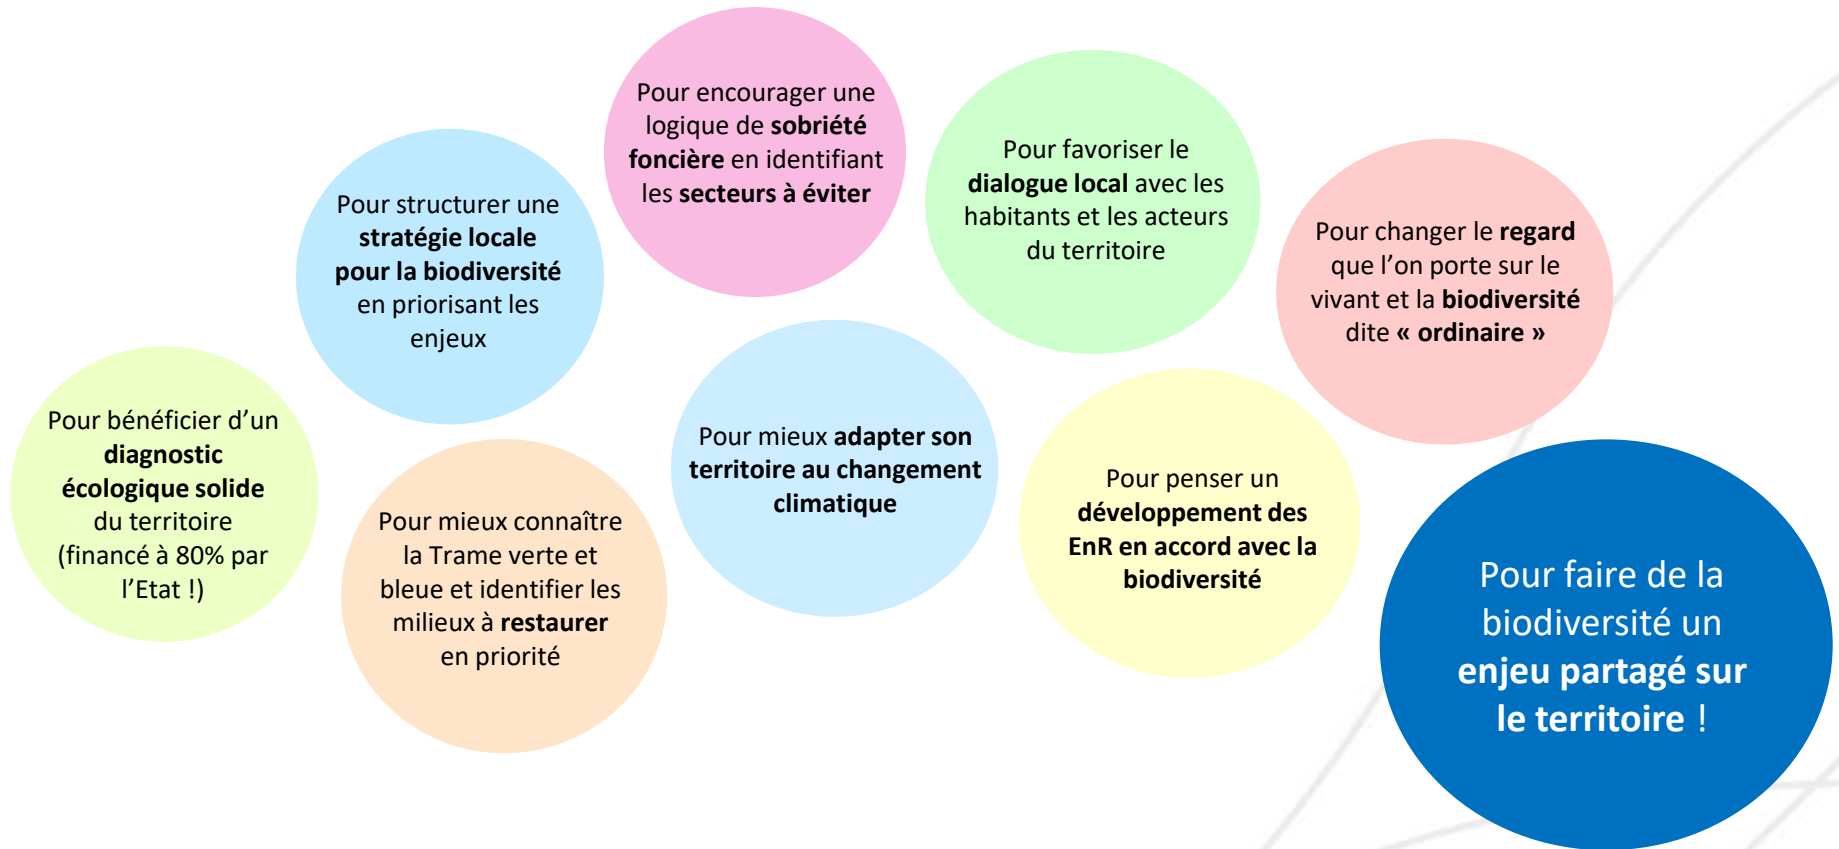 Pour bénéficier d’un
diagnostic
écologique solide
du territoire
(financé à 80% par
l’Etat !)
Pour structurer une
stratégie locale
pour la biodiversité
en priorisant les
enjeux
Pour mieux connaître
la Trame verte et
bleue et identifier les
milieux à restaurer
en priorité
Pour encourager une
logique de sobriété
foncière en identifiant
les secteurs à éviter
Pour mieux adapter son
territoire au changement
climatique
Pour favoriser le
dialogue local avec les
habitants et les acteurs
du territoire
Pour penser un
développement des
EnR en accord avec la
biodiversité
Pour changer le regard
que l’on porte sur le
vivant et la biodiversité
dite « ordinaire »
Pour faire de la
biodiversité un
enjeu partagé sur
le territoire !